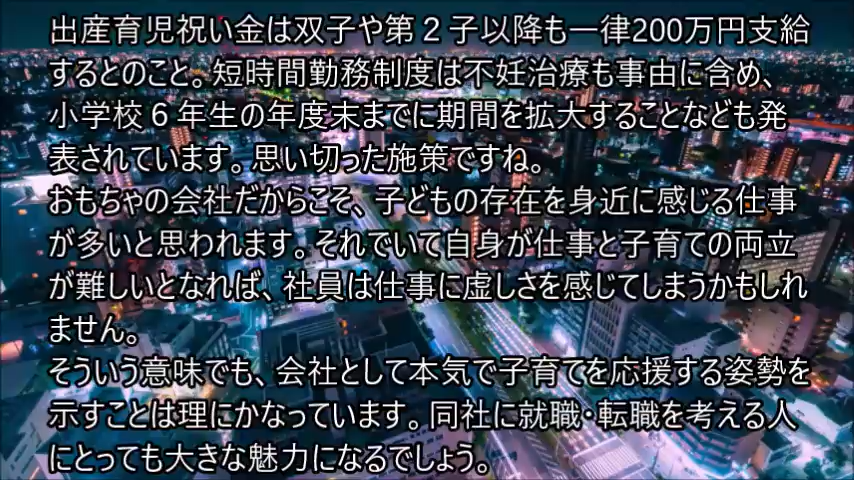 出産育児祝い金は双子や第２子以降も一律200万円支給
するとのこと。短時間勤務制度は不妊治療も事由に含め、
小学校６年生の年度末までに期間を拡大することなども発
表されています。思い切った施策ですね。
おもちゃの会社だからこそ、子どもの存在を身近に感じる仕事
が多いと思われます。それでいて自身が仕事と子育ての両立
が難しいとなれば、社員は仕事に虚しさを感じてしまうかもしれ
ません。
そういう意味でも、会社として本気で子育てを応援する姿勢を
示すことは理にかなっています。同社に就職・転職を考える人
にとっても大きな魅力になるでしょう。